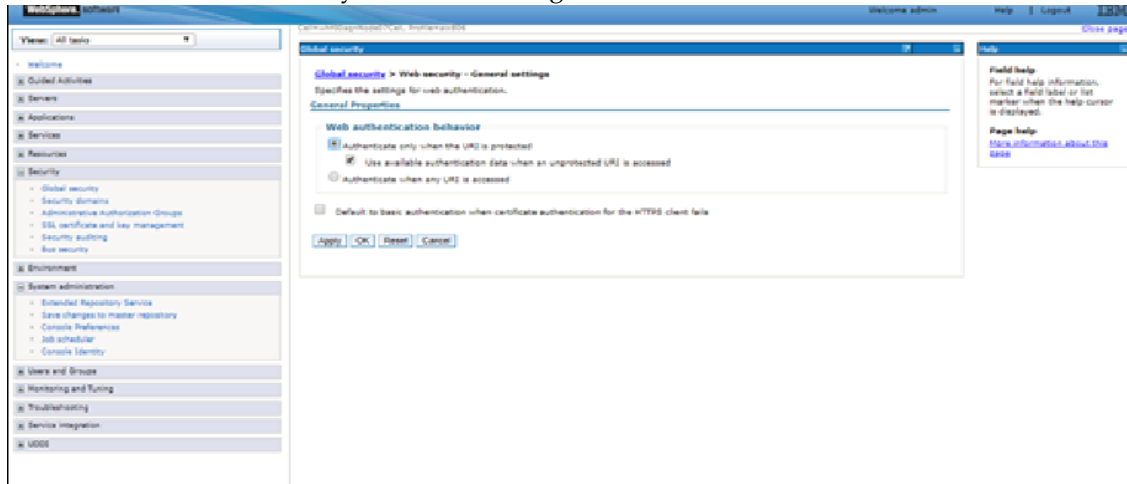 WebSphere. software
Welcome admin
Help | Logout
IBM
View: All tasks
Close page
Welcome
Guided Activities
Servers
Applications
Services
Resources
Security
Global security
Security domains
Administrative Authorization Groups
SSL certificate and key management
Security auditing
Bus security
Environment
System administration
Extended Repository Service
Save changes to master repository
Console Preferences
Job scheduler
Console Identity
Users and Groups
Monitoring and Tuning
Troubleshooting
Service integration
UDDI
Global security
Global security > Web security - General settings
Specifies the settings for web authentication.
General Properties
Web authentication behavior
Authenticate only when the URI is protected
Use available authentication data when an unprotected URI is accessed
Authenticate when any URI is accessed
Default to basic authentication when certificate authentication for the HTTPS client fails
Apply OK Reset Cancel
Help
Field help
For field help information,
select a field label or list
marker when the help cursor
is displayed.
Page help
More information about this
page